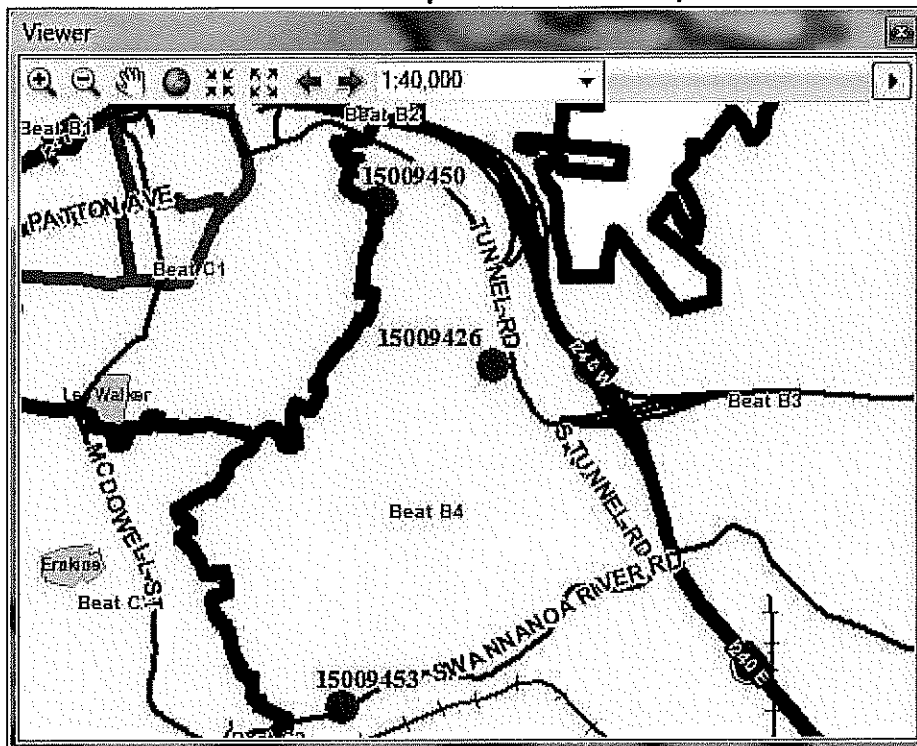 Viewer
1:40,000
Beat B2
Beat B1
15009450
PATTON AVE
TUNNEL RD
Beat C1
15009426
240 W
Lee Walker
Beat B3
S TUNNEL RD
MCDOWELL ST
Beat B4
Erskine
SWANNANOA RIVER RD
240 E
15009453